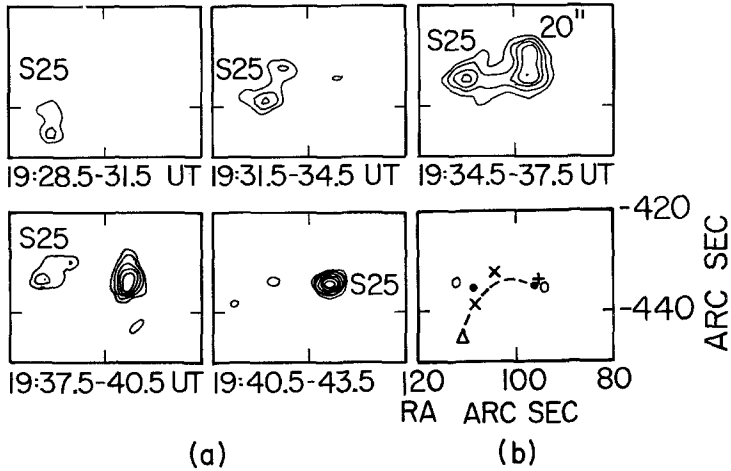 S25
S25
S25
20"
19:28.5-31.5 UT
19:31.5-34.5 UT
19:34.5-37.5 UT
S25
S25
-420
-440
ARC SEC
19:37.5-40.5 UT
19:40.5-43.5
120
100
80
RA ARC SEC
(a)
(b)